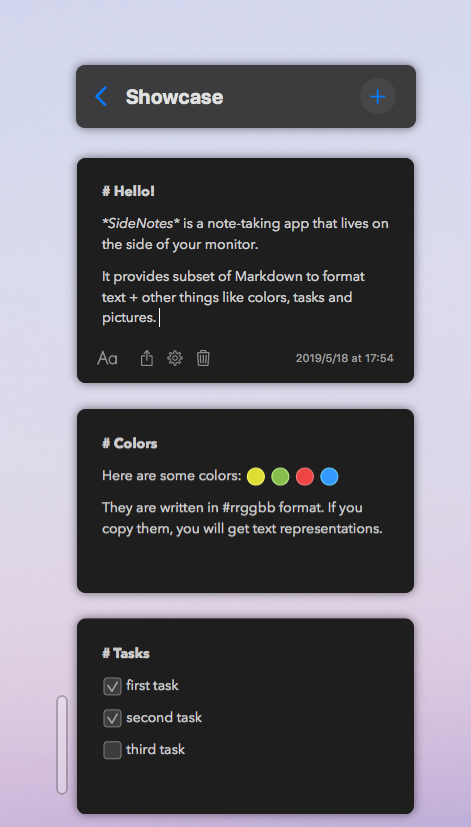 Showcase
# Hello!
*SideNotes* is a note-taking app that lives on
the side of your monitor.
It provides subset of Markdown to format
text + other things like colors, tasks and
pictures.
Aa
2019/5/18 at 17:54
# Colors
Here are some colors:
They are written in #rrggbb format. If you
copy them, you will get text representations.
# Tasks
first task
second task
third task